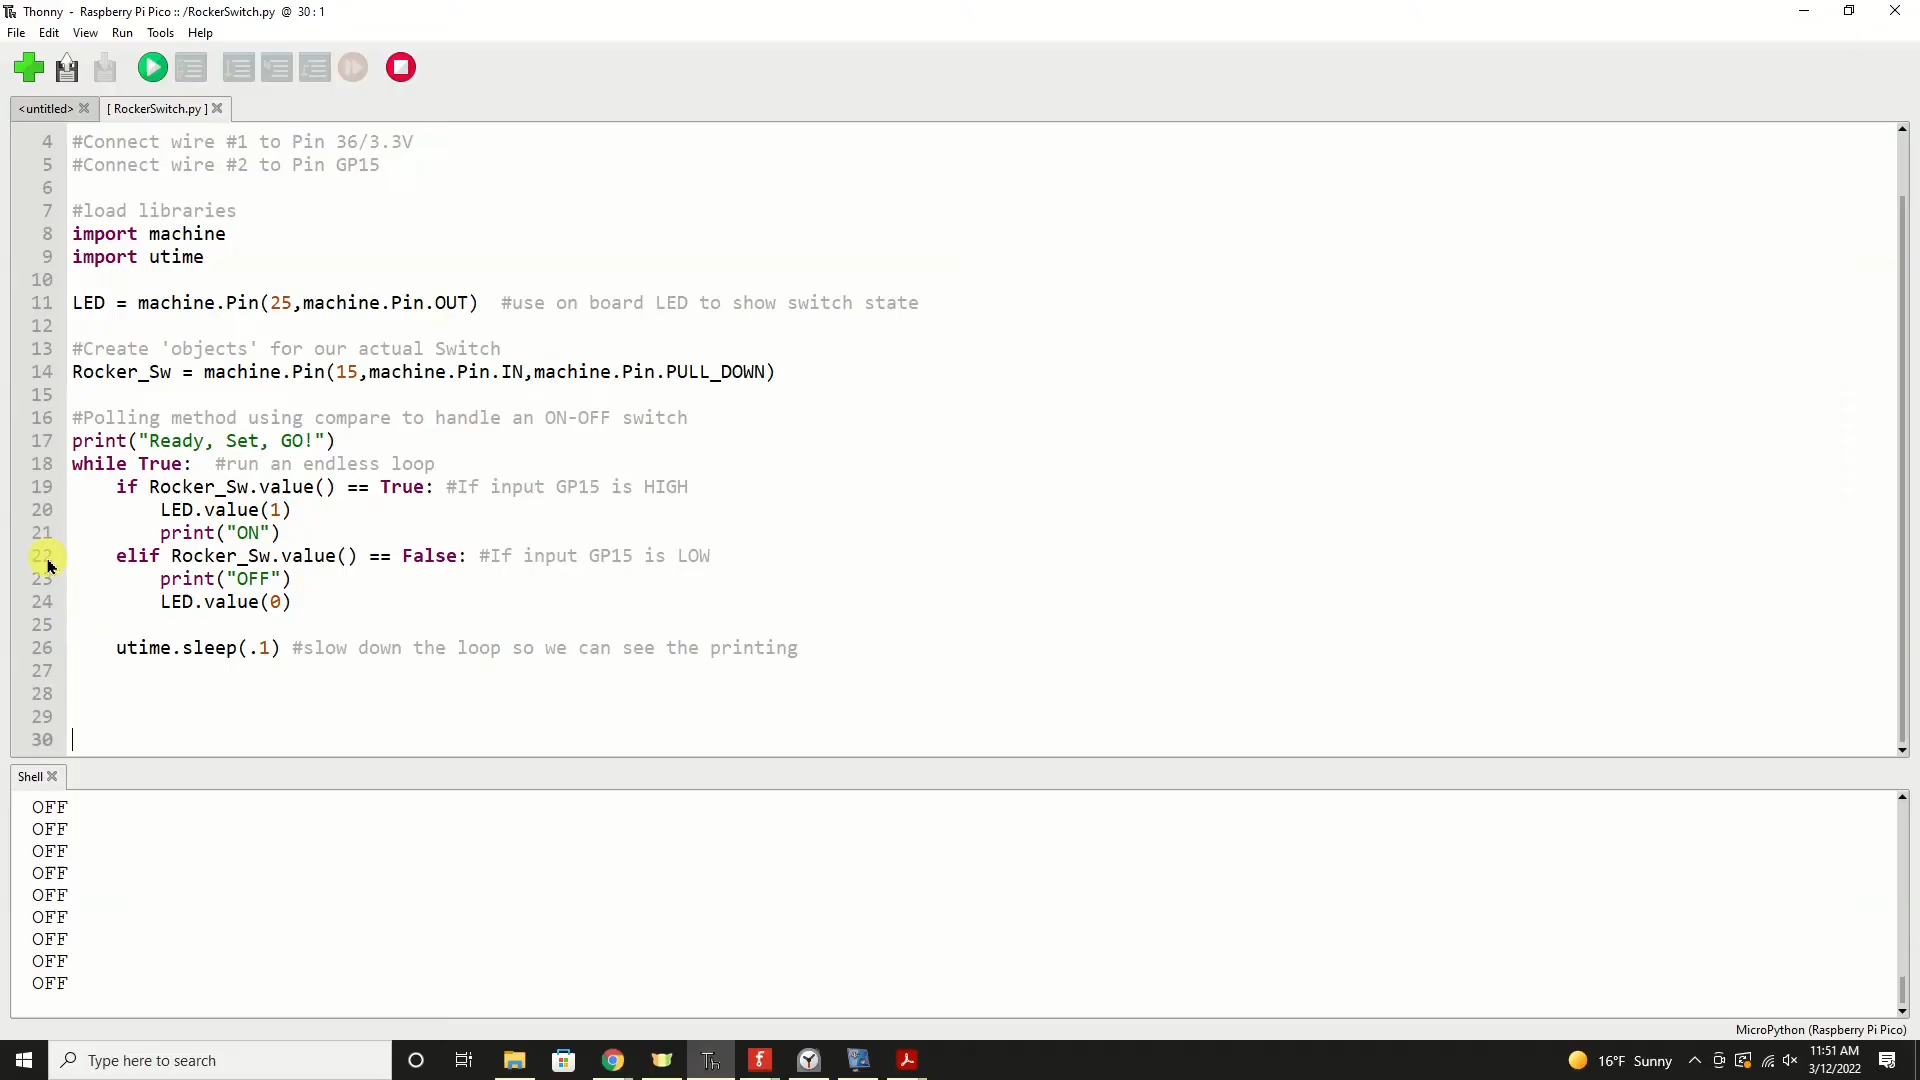 Thonny - Raspberry Pi Pico :: /RockerSwitch.py @ 30 : 1
File Edit View Run Tools Help
<untitled> [ RockerSwitch.py ]
4 #Connect wire #1 to Pin 36/3.3V
5 #Connect wire #2 to Pin GP15
6
7 #load libraries
8 import machine
9 import utime
10
11 LED = machine.Pin(25,machine.Pin.OUT)  #use on board LED to show switch state
12
13 #Create 'objects' for our actual Switch
14 Rocker_Sw = machine.Pin(15,machine.Pin.IN,machine.Pin.PULL_DOWN)
15
16 #Polling method using compare to handle an ON-OFF switch
17 print("Ready, Set, GO!")
18 while True:  #run an endless loop
19     if Rocker_Sw.value() == True: #If input GP15 is HIGH
20         LED.value(1)
21         print("ON")
22     elif Rocker_Sw.value() == False: #If input GP15 is LOW
23         print("OFF")
24         LED.value(0)
25
26     utime.sleep(.1) #slow down the loop so we can see the printing
27
28
29
30
Shell
OFF
OFF
OFF
OFF
OFF
OFF
OFF
OFF
OFF
MicroPython (Raspberry Pi Pico)
Type here to search
Th
16°F Sunny
11:51 AM
3/12/2022